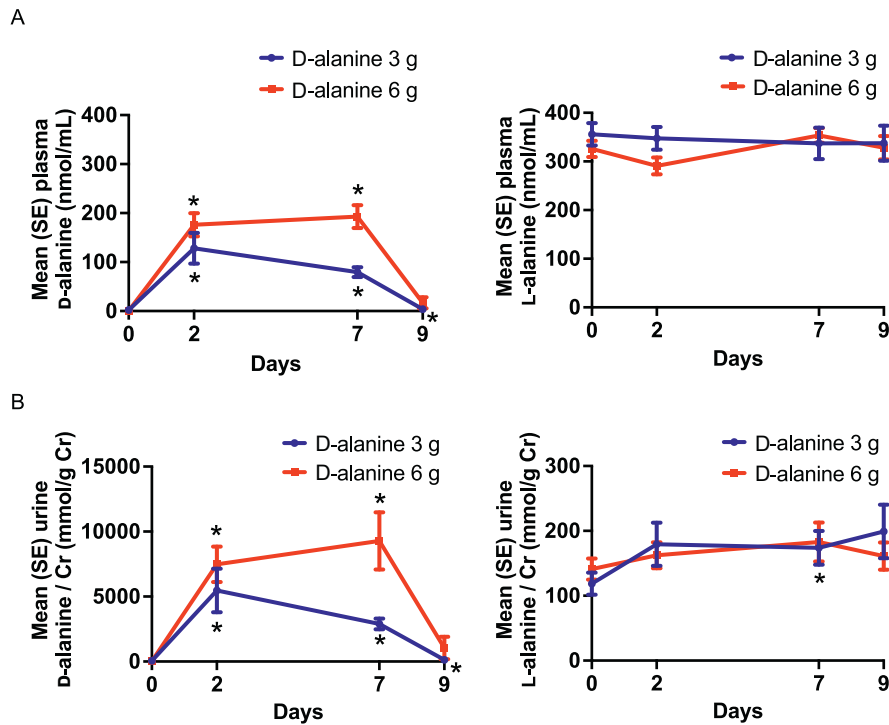 A
D-alanine 3 g
D-alanine 6 g
Mean (SE) plasma
D-alanine (nmol/mL)
400
300
200
100
0
*
*
*
*
*
0
2
7
9
Days
D-alanine 3 g
D-alanine 6 g
Mean (SE) plasma
L-alanine (nmol/mL)
400
300
200
100
0
0
2
7
9
Days
B
D-alanine 3 g
D-alanine 6 g
Mean (SE) urine
D-alanine / Cr (mmol/g Cr)
15000
10000
5000
0
*
*
*
*
*
0
2
7
9
Days
D-alanine 3 g
D-alanine 6 g
Mean (SE) urine
L-alanine / Cr (mmol/g Cr)
300
200
100
0
*
0
2
7
9
Days